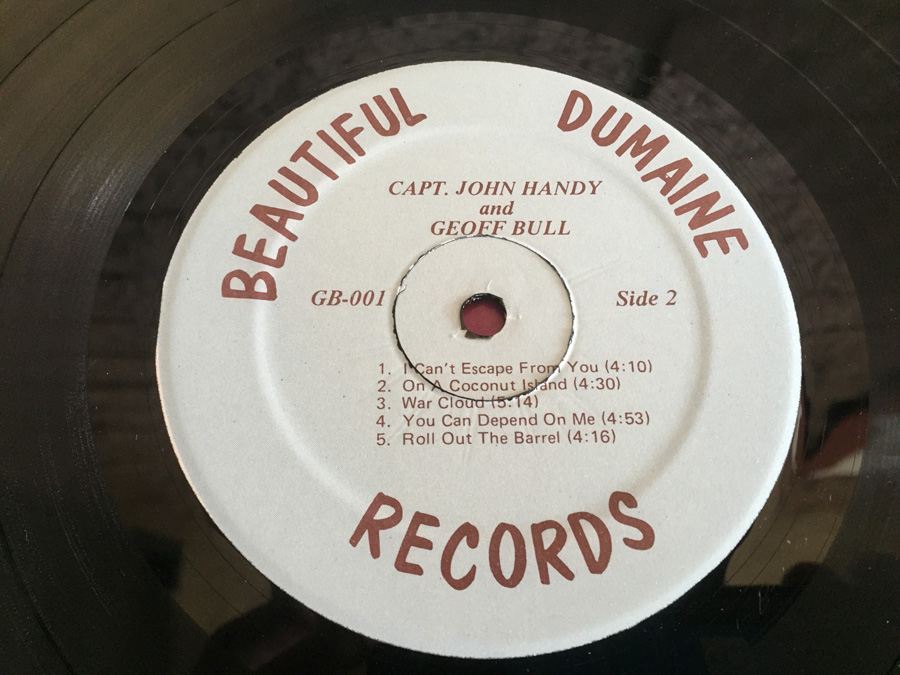 BEAUTIFUL DUMAINE
CAPT. JOHN HANDY
and
GEOFF BULL
GB-001
Side 2
1. I Can't Escape From You (4:10)
2. On A Coconut Island (4:30)
3. War Cloud (5:14)
4. You Can Depend On Me (4:53)
5. Roll Out The Barrel (4:16)
RECORDS